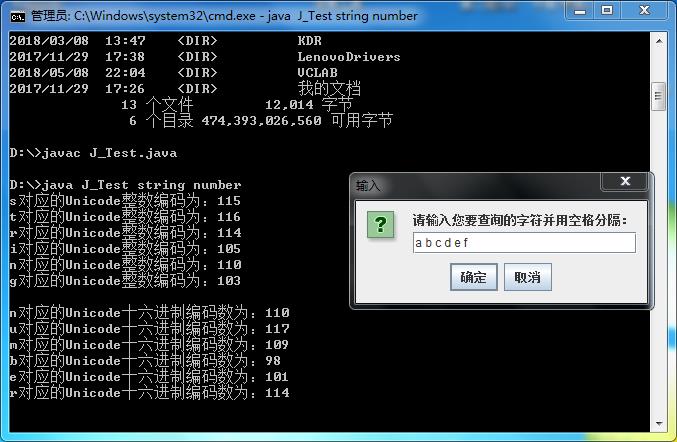 管理员: C:\Windows\system32\cmd.exe - java  J_Test string number
2018/03/08  13:47    <DIR>          KDR
2017/11/29  17:38    <DIR>          LenovoDrivers
2018/05/08  22:04    <DIR>          VCLAB
2017/11/29  17:26    <DIR>          我的文档
13 个文件         12,014 字节
6 个目录 474,393,026,560 可用字节
D:\>javac J_Test.java
D:\>java J_Test string number
s对应的Unicode整数编码为：115
t对应的Unicode整数编码为：116
r对应的Unicode整数编码为：114
i对应的Unicode整数编码为：105
n对应的Unicode整数编码为：110
g对应的Unicode整数编码为：103
n对应的Unicode十六进制编码数为：110
u对应的Unicode十六进制编码数为：117
m对应的Unicode十六进制编码数为：109
b对应的Unicode十六进制编码数为：98
e对应的Unicode十六进制编码数为：101
r对应的Unicode十六进制编码数为：114
输入
请输入您要查询的字符并用空格分隔：
a b c d e f
确定 取消